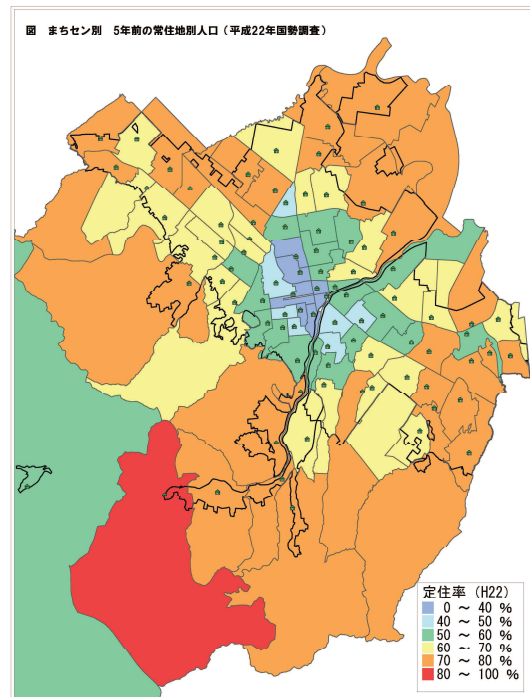 図　まちセン別　5年前の常住地別人口（平成22年国勢調査）
定住率（H22）
0 ～ 40 %
40 ～ 50 %
50 ～ 60 %
60 ～ 70 %
70 ～ 80 %
80 ～ 100 %